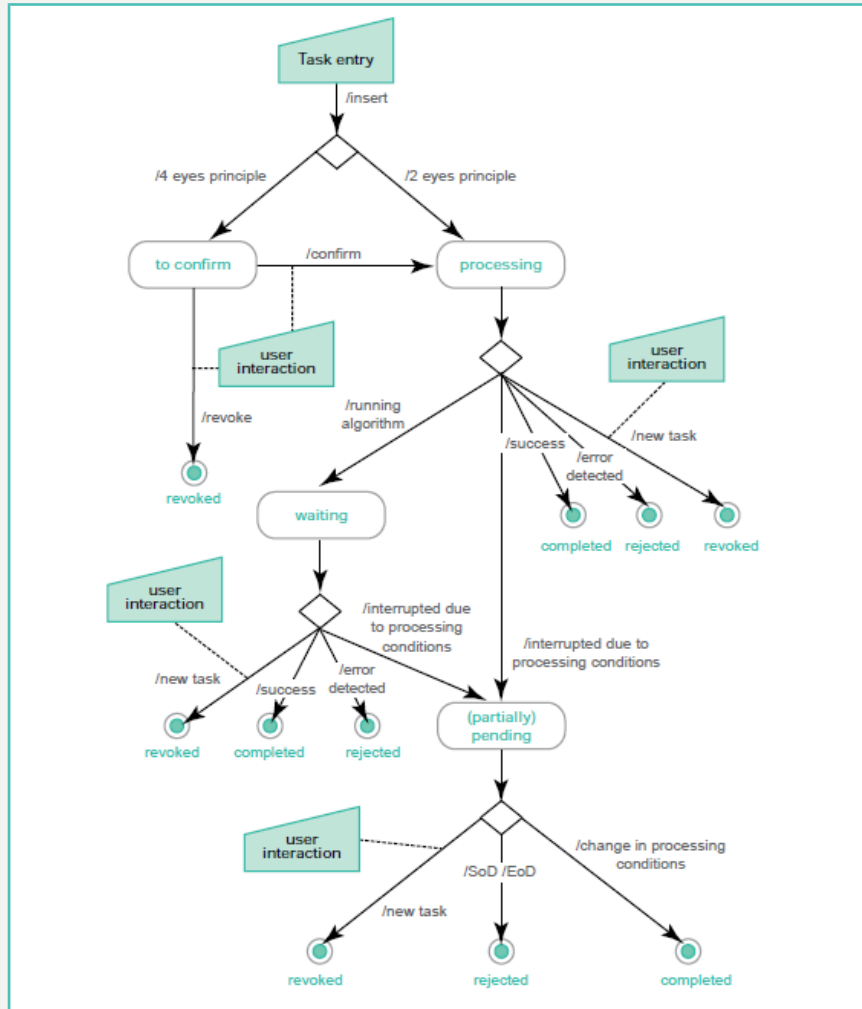 Task entry
/insert
/4 eyes principle
/2 eyes principle
to confirm
/confirm
processing
user
interaction
user
interaction
/revoke
/running
algorithm
/success
/error
detected
/new task
revoked
waiting
completed
rejected
revoked
user
interaction
/interrupted due
to processing
conditions
/interrupted due to
processing conditions
/new task
/success
/error
detected
revoked
completed
rejected
(partially)
pending
user
interaction
/change in processing
conditions
/SoD /EoD
/new task
revoked
rejected
completed